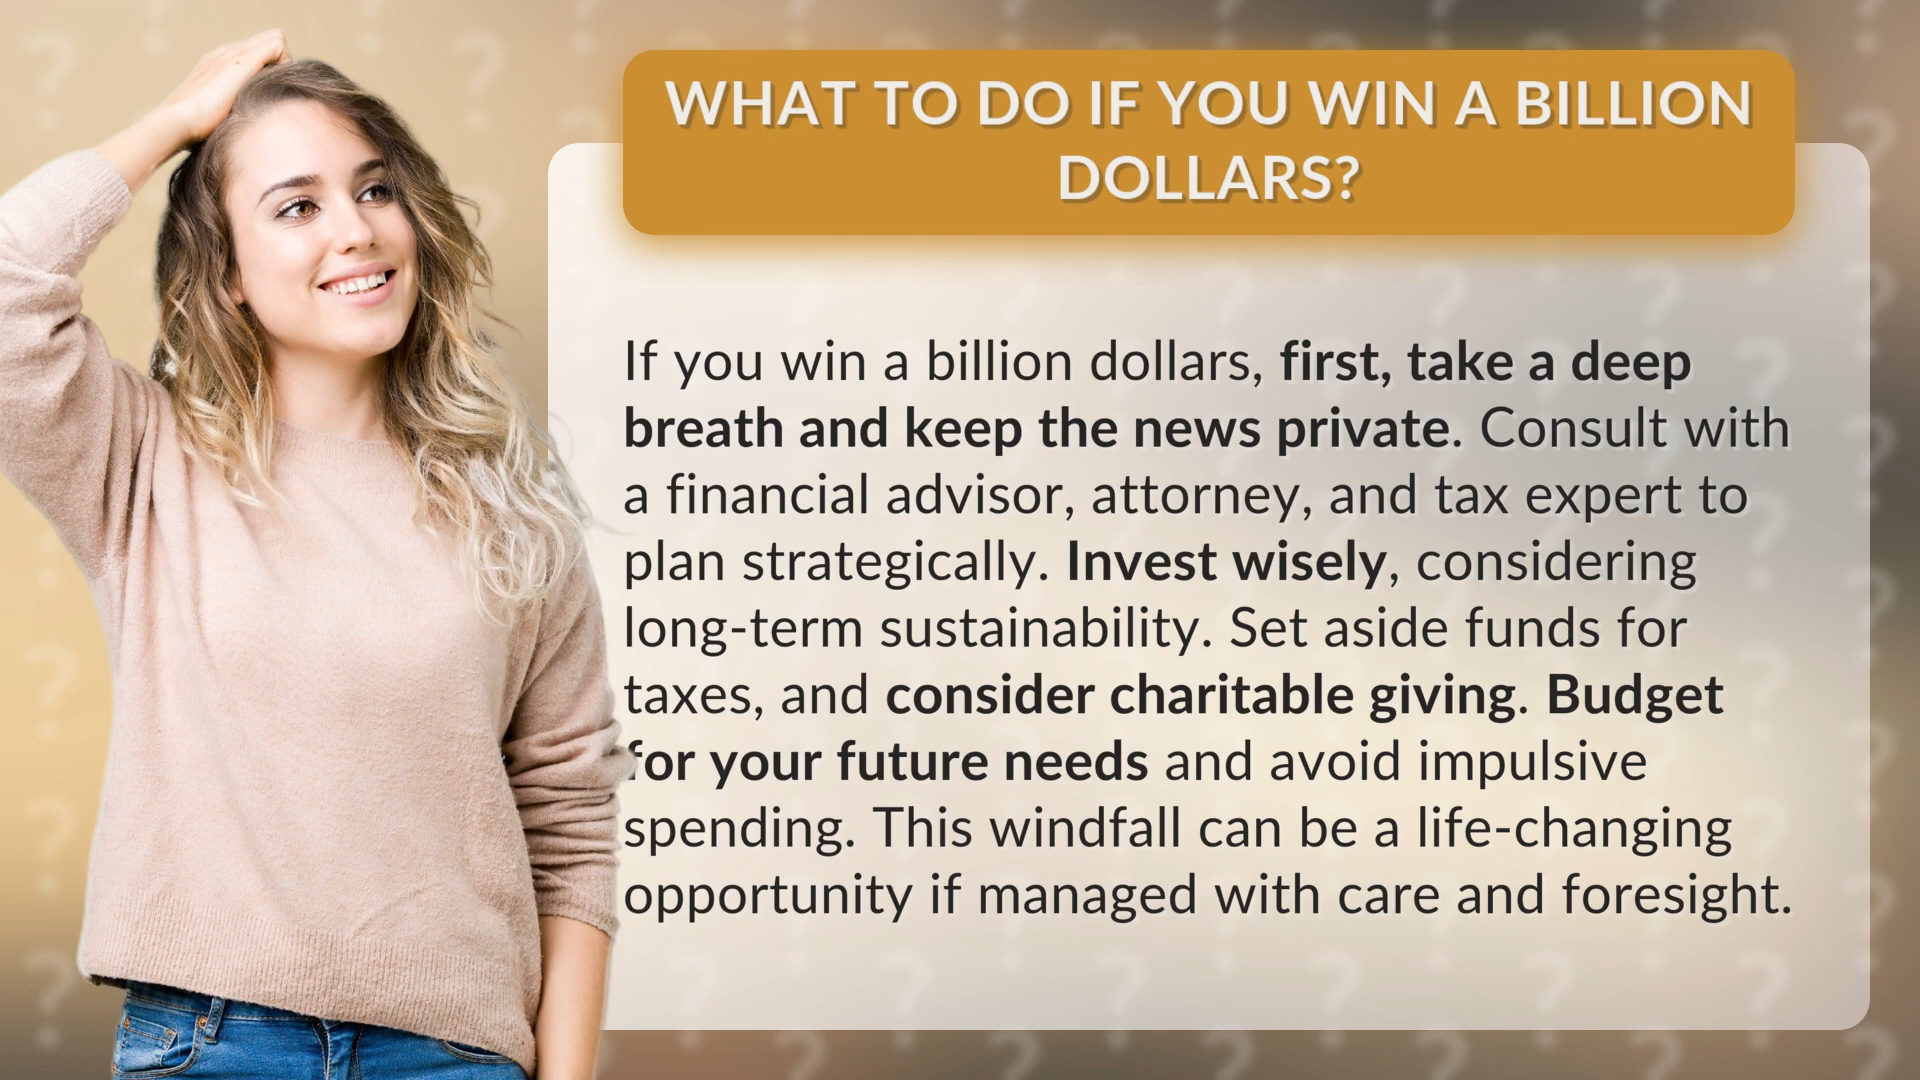 WHAT TO DO IF YOU WIN A BILLION
DOLLARS?
If you win a billion dollars, first, take a deep
breath and keep the news private. Consult with
a financial advisor, attorney, and tax expert to
plan strategically. Invest wisely, considering
long-term sustainability. Set aside funds for
taxes, and consider charitable giving. Budget
for your future needs and avoid impulsive
spending. This windfall can be a life-changing
opportunity if managed with care and foresight.